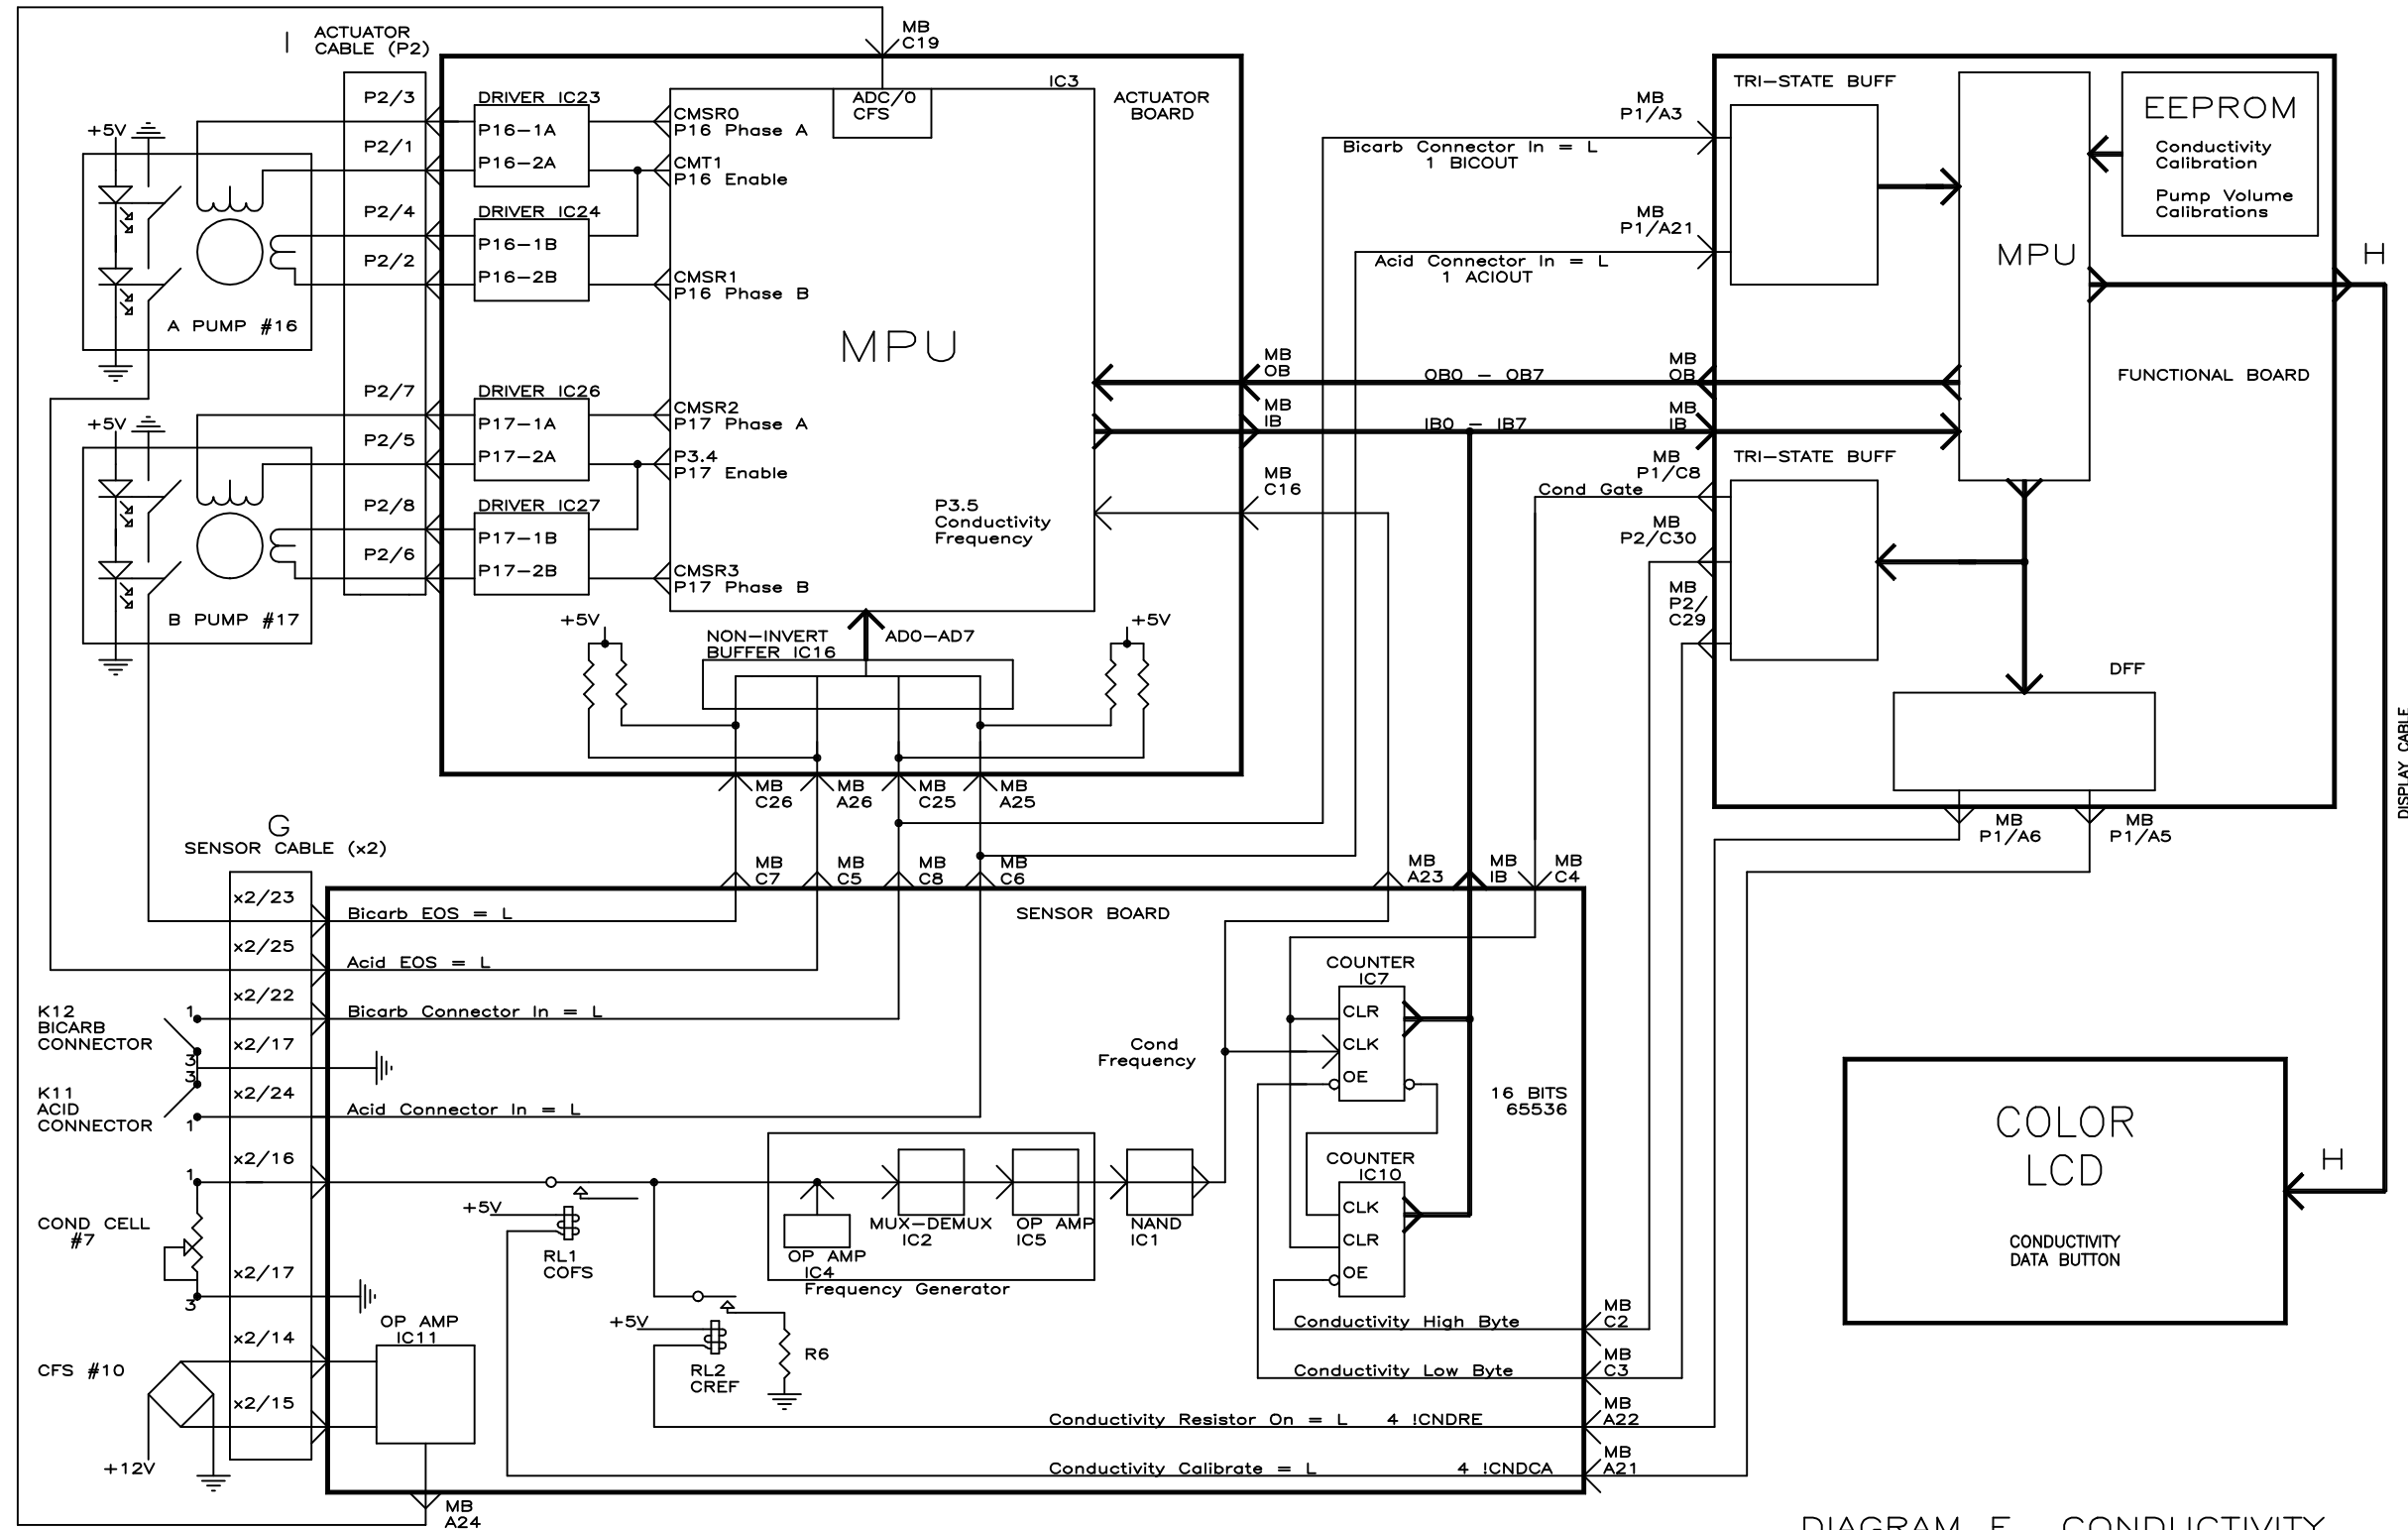 ACTUATOR
CABLE (P2)
I
MB
C19
P2/3
P2/1
P2/4
P2/2
P2/7
P2/5
P2/8
P2/6
+5V
A PUMP #16
+5V
B PUMP #17
DRIVER IC23
P16-1A
P16-2A
DRIVER IC24
P16-1B
P16-2B
DRIVER IC26
P17-1A
P17-2A
DRIVER IC27
P17-1B
P17-2B
IC3
ADC/0
CFS
CMSR0
P16 Phase A
CMT1
P16 Enable
CMSR1
P16 Phase B
MPU
CMSR2
P17 Phase A
P3.4
P17 Enable
CMSR3
P17 Phase B
P3.5
Conductivity
Frequency
ACTUATOR
BOARD
+5V
NON-INVERT
BUFFER IC16
AD0-AD7
+5V
MB
C26
MB
A26
MB
C25
MB
A25
MB
OB
MB
IB
MB
C16
OB0 - OB7
IB0 - IB7
MB
P1/A3
Bicarb Connector In = L
1 BICOUT
MB
P1/A21
Acid Connector In = L
1 ACIOUT
MB
OB
MB
IB
MB
P1/C8
Cond Gate
MB
P2/C30
MB
P2/
C29
TRI-STATE BUFF
TRI-STATE BUFF
MPU
EEPROM
Conductivity
Calibration
Pump Volume
Calibrations
H
FUNCTIONAL BOARD
DFF
MB
P1/A6
MB
P1/A5
DISPLAY CABLE
G
SENSOR CABLE (x2)
x2/23
x2/25
x2/22
x2/17
x2/24
x2/16
x2/17
x2/14
x2/15
MB
C7
MB
C5
MB
C8
MB
C6
MB
A23
MB
IB
MB
C4
Bicarb EOS = L
SENSOR BOARD
Acid EOS = L
K12
BICARB
CONNECTOR
1
3
Bicarb Connector In = L
K11
ACID
CONNECTOR
3
1
Acid Connector In = L
COND CELL
#7
1
3
CFS #10
+12V
OP AMP
IC11
MB
A24
+5V
RL1
COFS
+5V
RL2
CREF
R6
OP AMP
IC4
MUX-DEMUX
IC2
OP AMP
IC5
Frequency Generator
NAND
IC1
Cond
Frequency
COUNTER
IC7
CLR
CLK
OE
16 BITS
65536
COUNTER
IC10
CLK
CLR
OE
Conductivity High Byte
MB
C2
Conductivity Low Byte
MB
C3
Conductivity Resistor On = L 4 !CNDRE
MB
A22
Conductivity Calibrate = L 4 !CNDCA
MB
A21
COLOR
LCD
CONDUCTIVITY
DATA BUTTON
H
DIAGRAM F CONDUCTIVITY